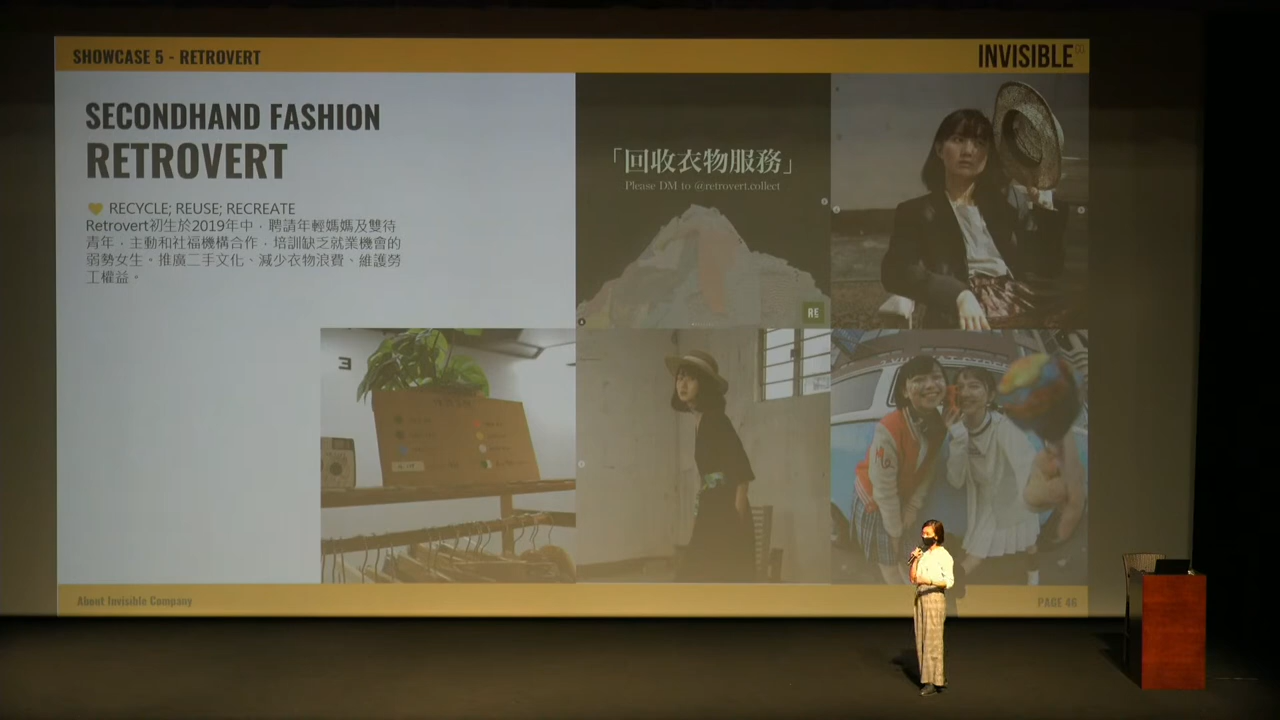 SHOWCASE 5 - RETROVERT
INVISIBLE
SECONDHAND FASHION
RETROVERT
RECYCLE; REUSE; RECREATE
Retrovert初生於2019年中，聘請年輕媽媽及雙待
青年，主動和社福機構合作，培訓缺乏就業機會的
弱勢女生。推廣二手文化、減少衣物浪費、維護勞
工權益。
「回收衣物服務」
Please DM to @retrovert.collect
RE
3
About Invisible Company
PAGE 46